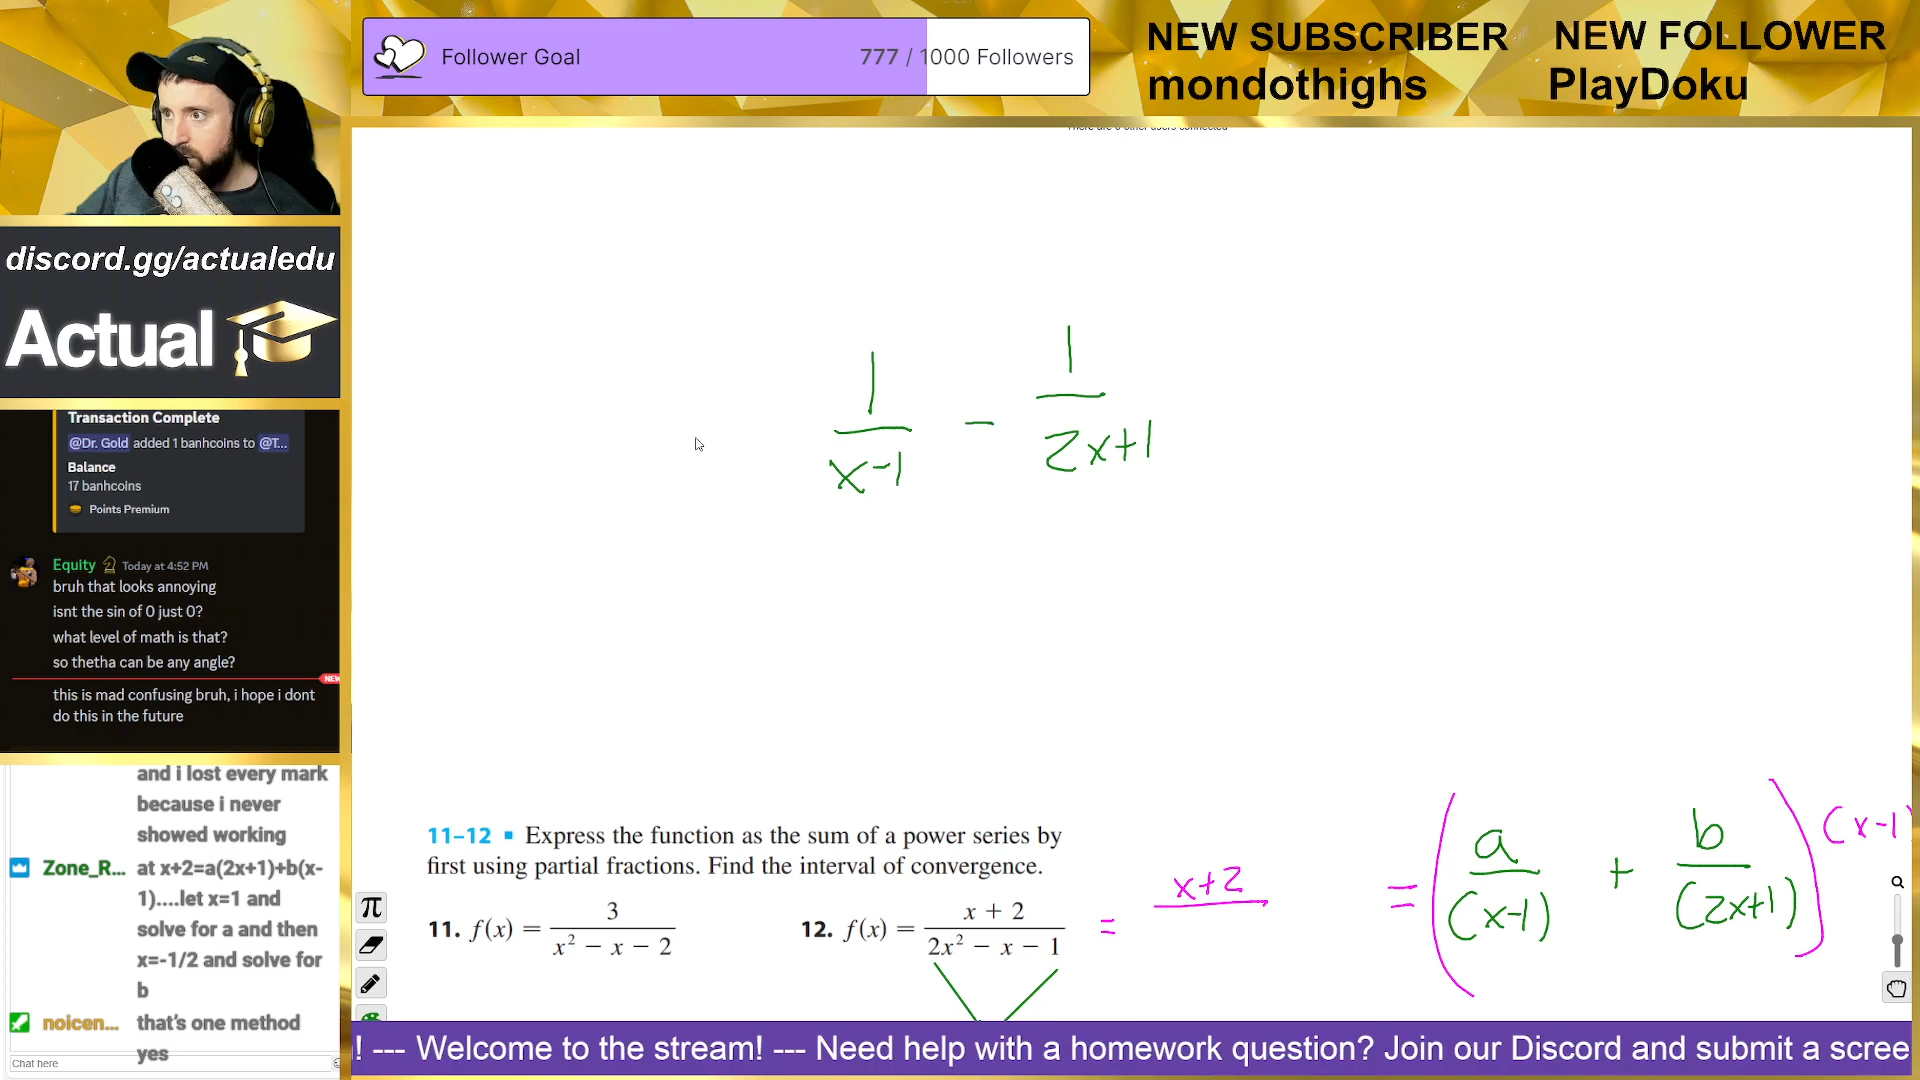 Follower Goal
777 / 1000 Followers
NEW SUBSCRIBER
mondothighs
NEW FOLLOWER
PlayDoku
There are 0 other users connected
discord.gg/actualedu
Actual
Transaction Complete
@Dr. Gold added 1 banhcoins to @T...
Balance
17 banhcoins
Points Premium
Equity Today at 4:52 PM
bruh that looks annoying
isnt the sin of 0 just 0?
what level of math is that?
so thetha can be any angle?
NEW
this is mad confusing bruh, i hope i dont
do this in the future
and i lost every mark
because i never
showed working
Zone_R... at x+2=a(2x+1)+b(x-
1)....let x=1 and
solve for a and then
x=-1/2 and solve for
b
noicen... that's one method
yes
Chat here
1/(x-1) - 1/(2x+1)
11–12 ▪ Express the function as the sum of a power series by
first using partial fractions. Find the interval of convergence.
11. f(x) = 3/(x² − x − 2)
12. f(x) = (x + 2)/(2x² − x − 1)
= x+2
= (a/(x-1) + b/(2x+1)) (x-1)
π
! --- Welcome to the stream! --- Need help with a homework question? Join our Discord and submit a scree